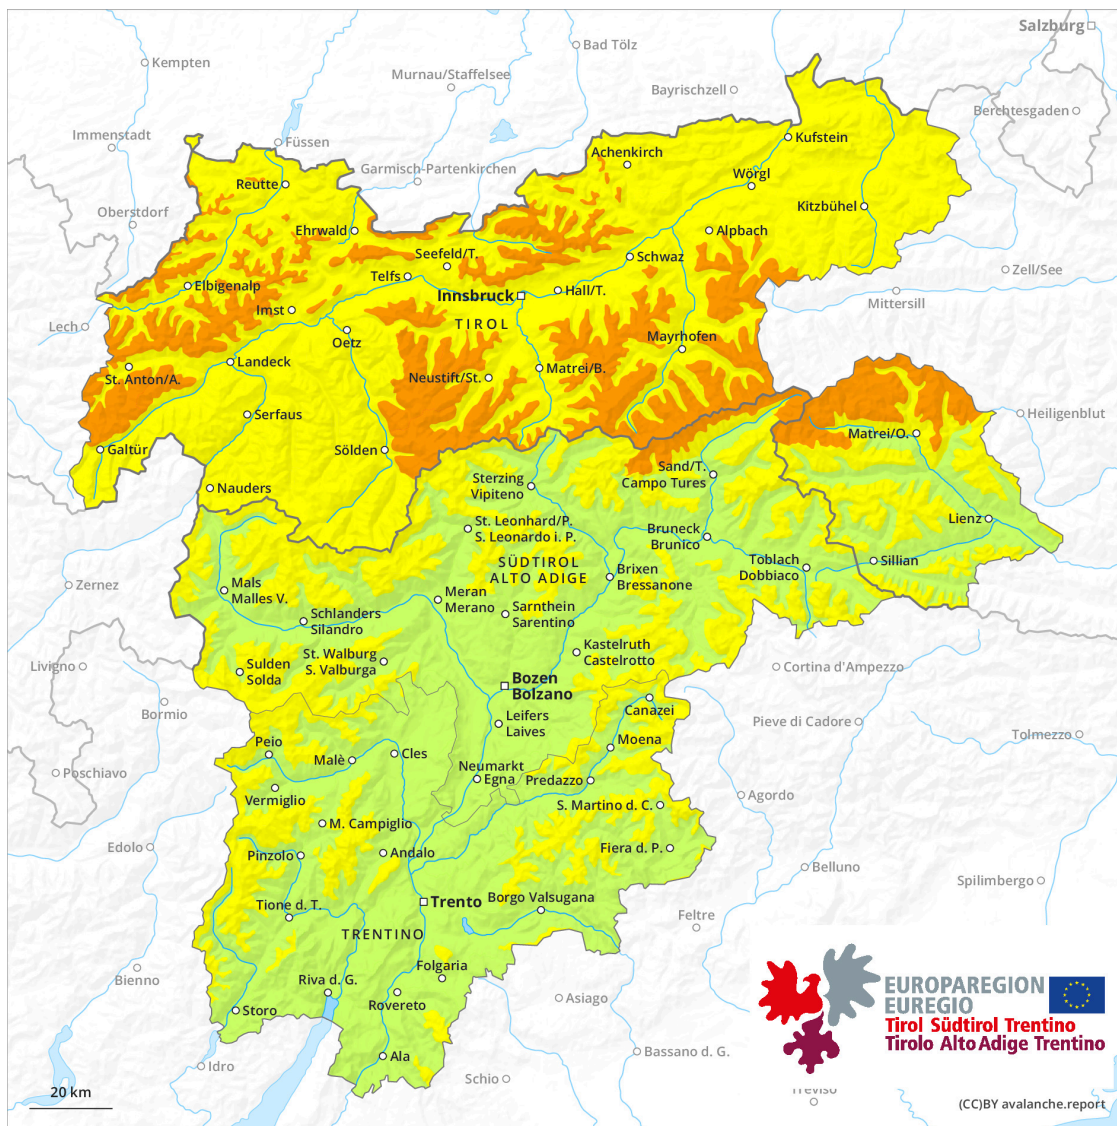 Salzburg
Bad Tölz
Kempten
Murnau/Staffelsee
Bayrischzell
Berchtesgaden
Immenstadt
Füssen
Kufstein
Achenkirch
Garmisch-Partenkirchen
Wörgl
Reutte
Oberstdorf
Kitzbühel
Ehrwald
Alpbach
Seefeld/T.
Schwaz
Telfs
Zell/See
Elbigenalp
Innsbruck
Hall/T.
Mittersill
Imst
TIROL
Lech
Oetz
Mayrhofen
Landeck
Matrei/B.
St. Anton/A.
Neustift/St.
Serfaus
Heiligenblut
Matrei/O.
Galtür
Sölden
Sand/T.
Campo Tures
Sterzing
Vipiteno
Nauders
Lienz
St. Leonhard/P.
S. Leonardo i. P.
Bruneck
Brunico
SÜDTIROL
ALTO ADIGE
Toblach
Dobbiaco
Sillian
Brixen
Bressanone
Zernez
Mals
Malles V.
Meran
Merano
Schlanders
Silandro
Sarnthein
Sarentino
Kastelruth
Castelrotto
St. Walburg
S. Valburga
Livigno
Sulden
Solda
Cortina d'Ampezzo
Bozen
Bolzano
Bormio
Canazei
Leifers
Laives
Pieve di Cadore
Tolmezzo
Peio
Moena
Cles
Malè
Poschiavo
Neumarkt
Egna
Predazzo
Vermiglio
Agordo
S. Martino d. C.
M. Campiglio
Edolo
Fiera d. P.
Pinzolo
Andalo
Belluno
Spilimbergo
Borgo Valsugana
Trento
Tione d. T.
Feltre
TRENTINO
Folgaria
Bienno
Riva d. G.
EUROPAREGION
EUREGIO
Tirol Südtirol Trentino
Tirolo Alto Adige Trentino
Asiago
Rovereto
Storo
Ala
Bassano d. G.
Idro
Schio
Treviso
20 km
(CC)BY avalanche.report